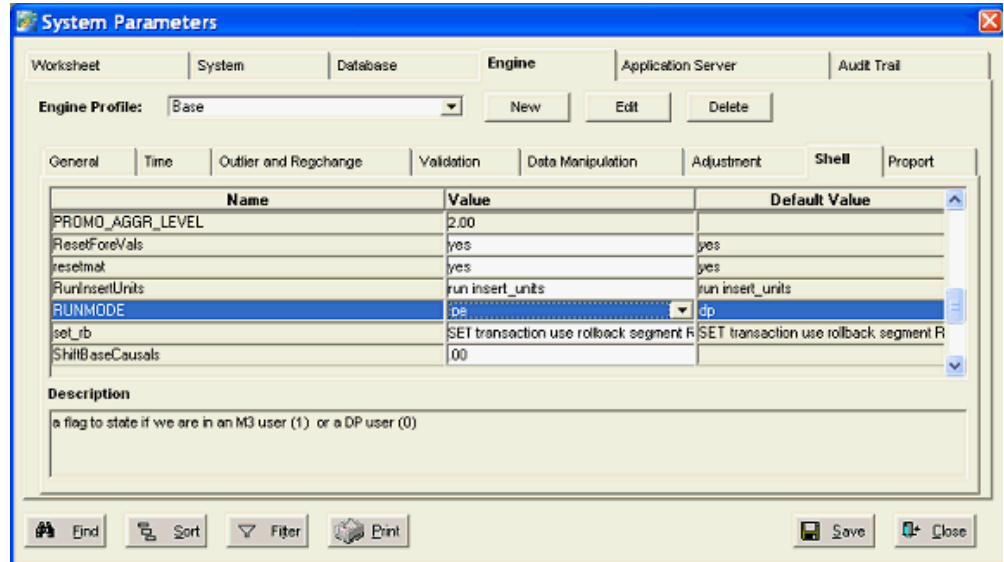 System Parameters
Worksheet System Database Engine Application Server Audit Trail
Engine Profile: Base New Edit Delete
General Time Outlier and Regchange Validation Data Manipulation Adjustment Shell Proport
Name Value Default Value
PROMO_AGGR_LEVEL 2.00
ResetForeVals yes yes
resetmat yes yes
RunInsertUnits run insert_units run insert_units
RUNMODE pe dp
set_rb SET transaction use rollback segment R SET transaction use rollback segment R
ShiftBaseCausals .00
Description
a flag to state if we are in an M3 user (1) or a DP user (0)
Find Sort Filter Print Save Close